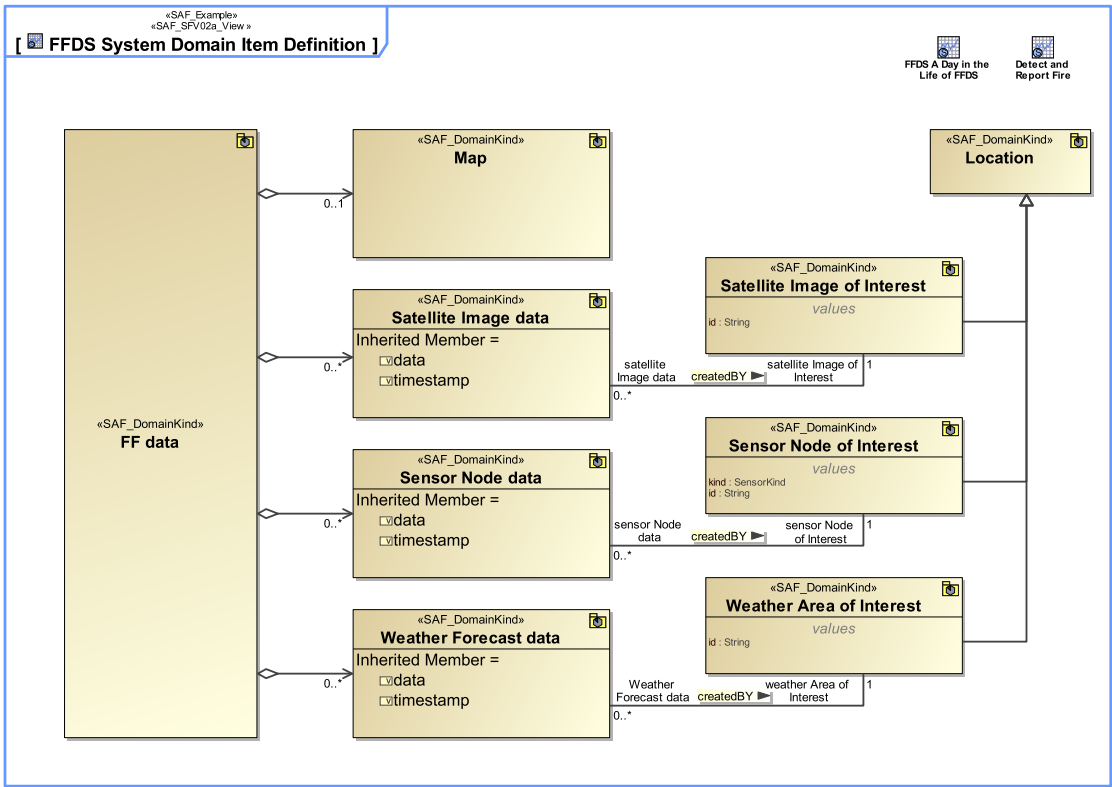 «SAF_Example»
«SAF_SFV02a_View »
[ FFDS System Domain Item Definition ]
FFDS A Day in the
Life of FFDS
Detect and
Report Fire
«SAF_DomainKind»
FF data
«SAF_DomainKind»
Map
0..1
«SAF_DomainKind»
Location
«SAF_DomainKind»
Satellite Image data
Inherited Member =
v data
v timestamp
0..*
«SAF_DomainKind»
Satellite Image of Interest
values
id : String
satellite
Image data
createdBY
satellite Image of
Interest
1
0..*
«SAF_DomainKind»
Sensor Node data
Inherited Member =
v data
v timestamp
0..*
«SAF_DomainKind»
Sensor Node of Interest
values
kind : SensorKind
id : String
sensor Node
data
createdBY
sensor Node
of Interest
1
0..*
«SAF_DomainKind»
Weather Forecast data
Inherited Member =
v data
v timestamp
0..*
«SAF_DomainKind»
Weather Area of Interest
values
id : String
Weather
Forecast data
createdBY
weather Area of
Interest
1
0..*